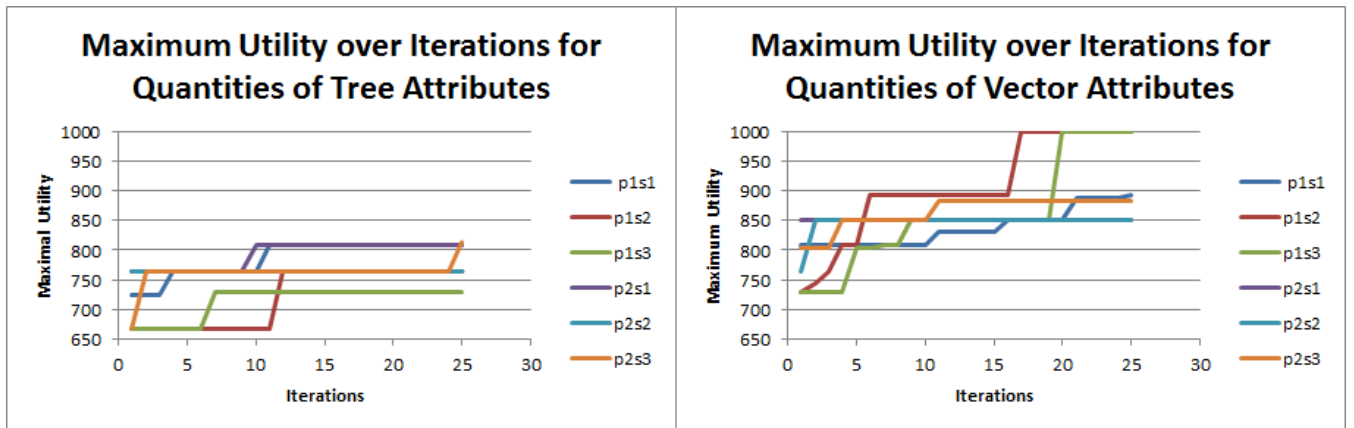 Maximum Utility over Iterations for
Quantities of Tree Attributes
1000
950
900
850
800
750
700
650
Maximal Utility
0 5 10 15 20 25 30
Iterations
p1s1
p1s2
p1s3
p2s1
p2s2
p2s3
Maximum Utility over Iterations for
Quantities of Vector Attributes
1000
950
900
850
800
750
700
650
Maximum Utility
0 5 10 15 20 25 30
Iterations
p1s1
p1s2
p1s3
p2s1
p2s2
p2s3